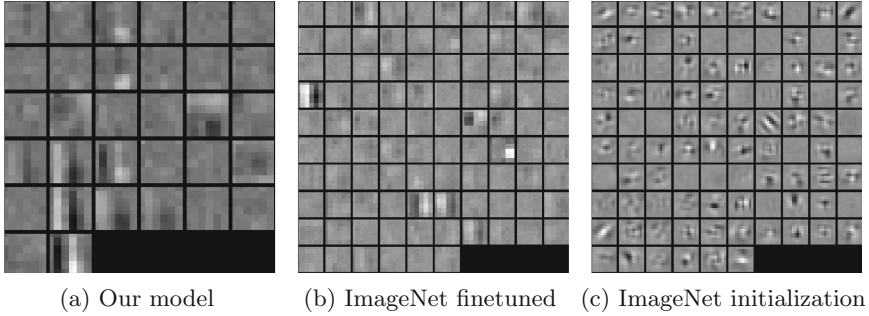 (a) Our model
(b) ImageNet finetuned
(c) ImageNet initialization